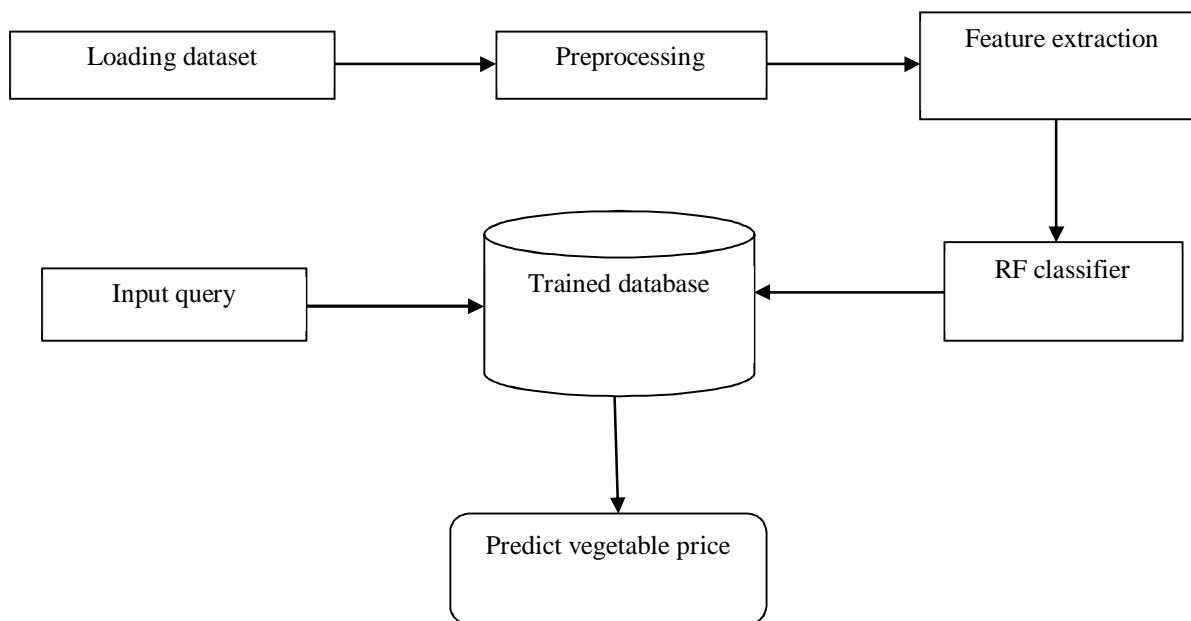 Loading dataset
Preprocessing
Feature extraction
Input query
Trained database
RF classifier
Predict vegetable price